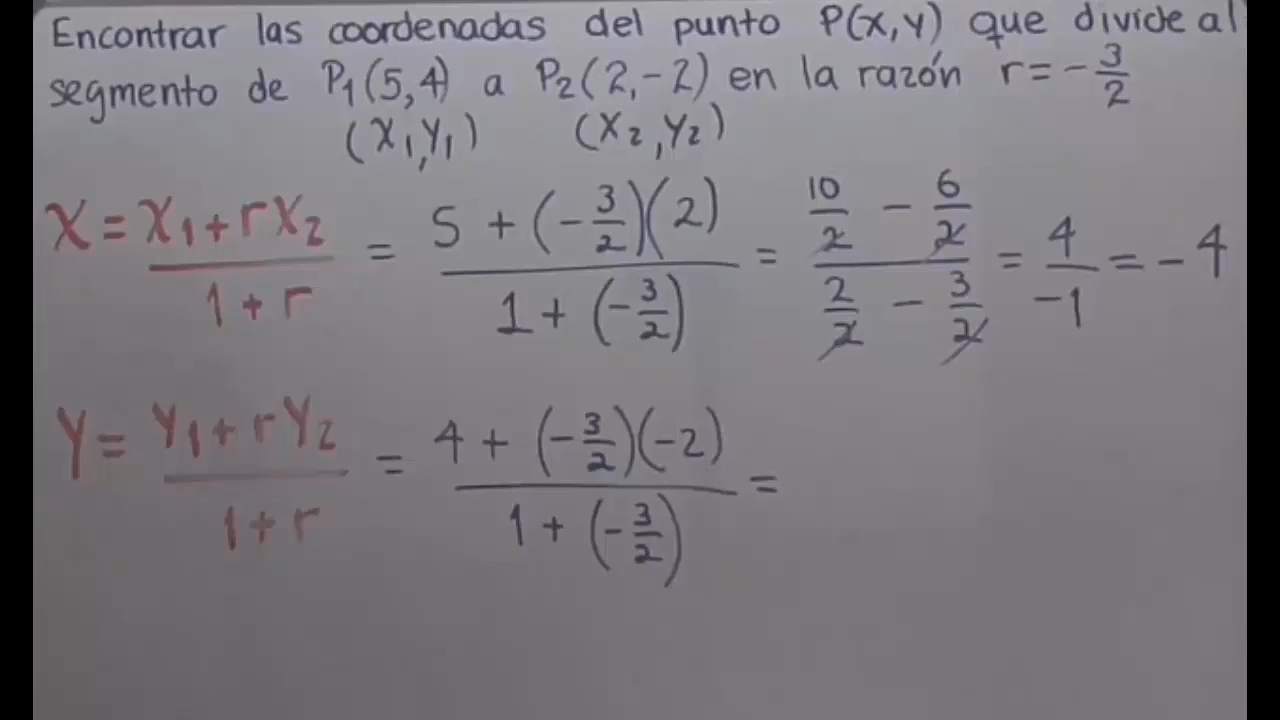 Encontrar las coordenadas del punto P(x,y) que divide al
segmento de P₁(5,4) a P₂(2,-2) en la razón r = -3/2
(x₁,y₁) (x₂,y₂)
x = (x₁+rx₂)/(1+r) = (5+(-3/2)(2))/(1+(-3/2)) = (10/2 - 6/2)/(2/2 - 3/2) = 4/-1 = -4
y = (y₁+ry₂)/(1+r) = (4+(-3/2)(-2))/(1+(-3/2)) =